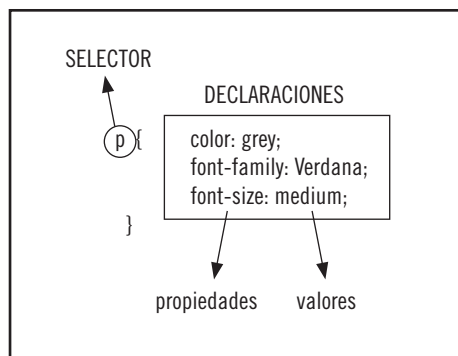 SELECTOR
DECLARACIONES
p { color: grey;
font-family: Verdana;
font-size: medium;
}
propiedades valores